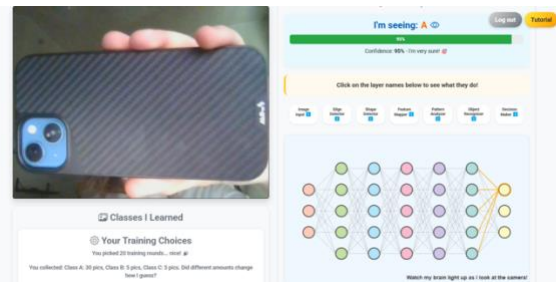 I'm seeing: A
Log out
Tutorial
95%
Confidence: 95% - I'm very sure!
Click on the layer names below to see what they do!
Image Input
Edge Detector
Shape Detector
Feature Mapper
Pattern Analyzer
Object Recognizer
Decision Maker
Classes I Learned
Your Training Choices
You picked 20 training rounds... nice!
You collected: Class A: 30 pics, Class B: 5 pics, Class C: 5 pics. Did different amounts change
how I guess?
Watch my brain light up as I look at the camera!